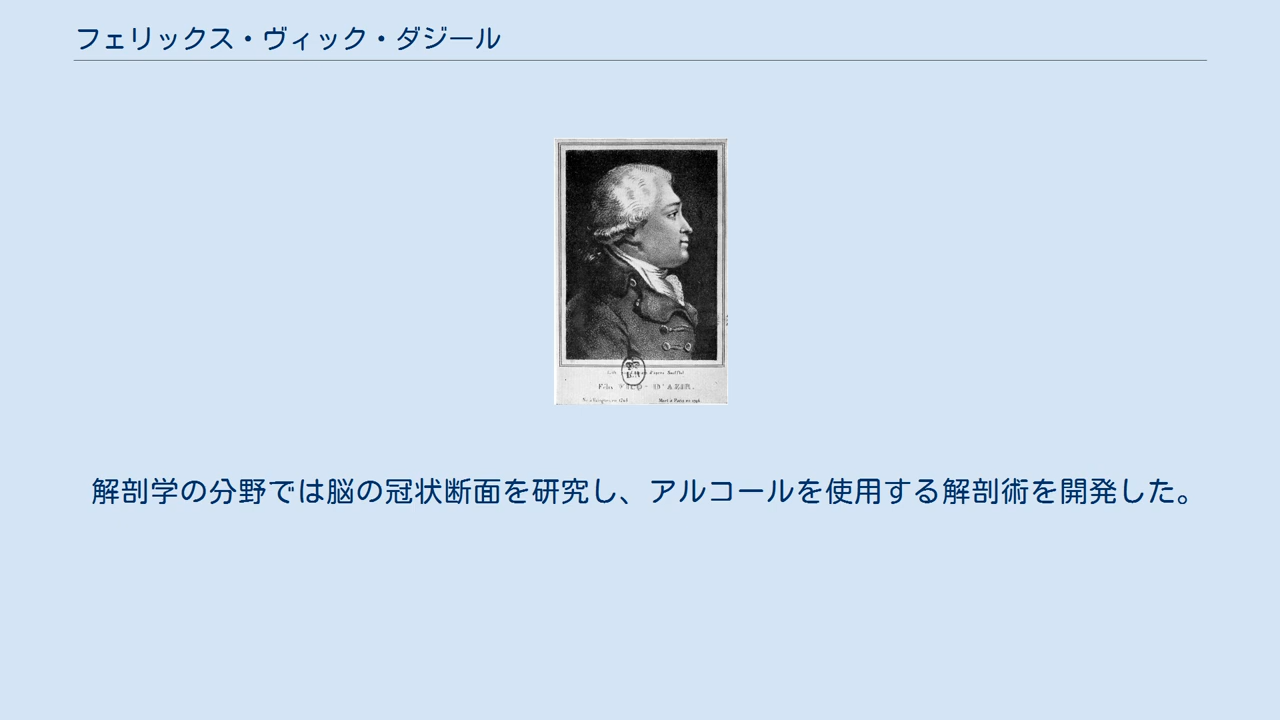 フェリックス・ヴィック・ダジール
D'AZIR.
解剖学の分野では脳の冠状断面を研究し、アルコールを使用する解剖術を開発した。